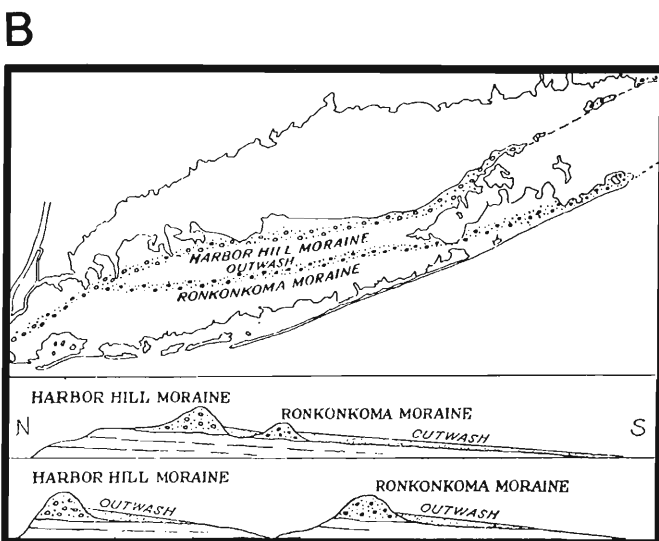 B
HARBOR HILL MORAINE
OUTWASH
RONKONKOMA MORAINE
HARBOR HILL MORAINE
RONKONKOMA MORAINE
N
OUTWASH
S
HARBOR HILL MORAINE
RONKONKOMA MORAINE
OUTWASH
OUTWASH